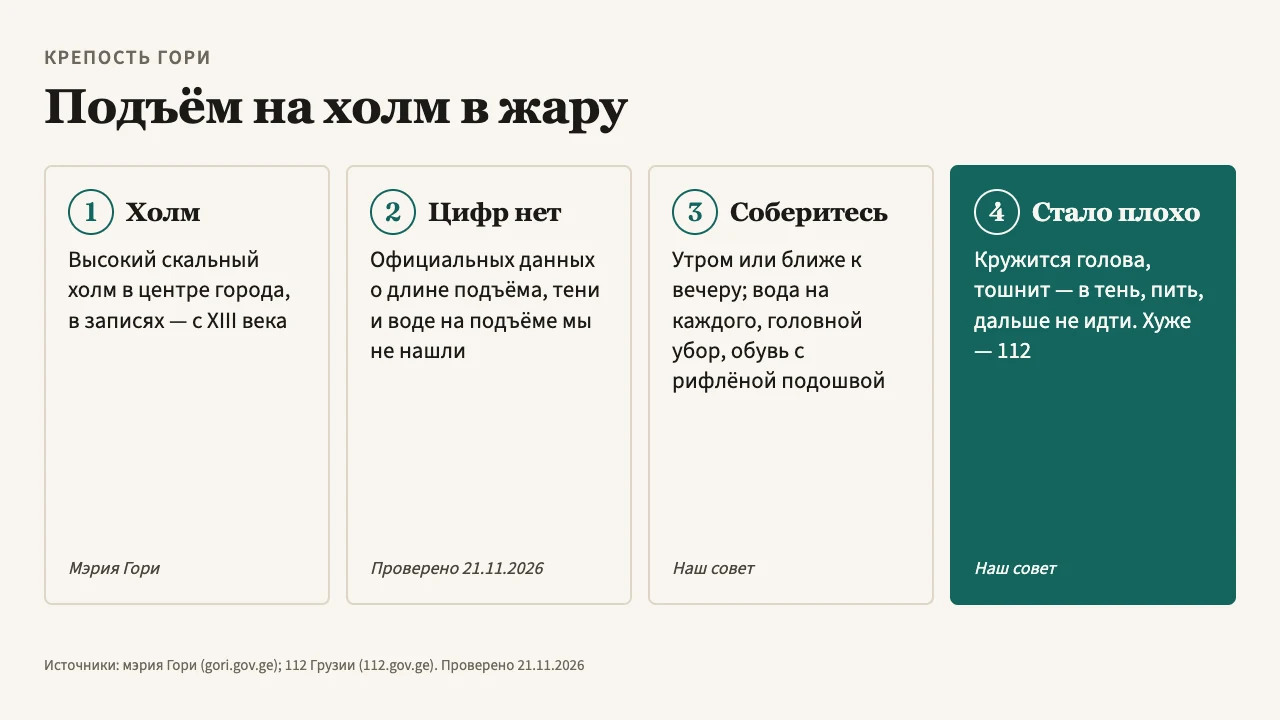 КРЕПОСТЬ ГОРИ
Подъём на холм в жару
1 Холм
Высокий скальный
холм в центре города,
в записях — с XIII века
Мэрия Гори
2 Цифр нет
Официальных данных
о длине подъёма, тени
и воде на подъёме мы
не нашли
Проверено 21.11.2026
3 Соберитесь
Утром или ближе к
вечеру; вода на
каждого, головной
убор, обувь с
рифлёной подошвой
Наш совет
4 Стало плохо
Кружится голова,
тошнит — в тень, пить,
дальше не идти. Хуже
— 112
Наш совет
Источники: мэрия Гори (gori.gov.ge); 112 Грузии (112.gov.ge). Проверено 21.11.2026